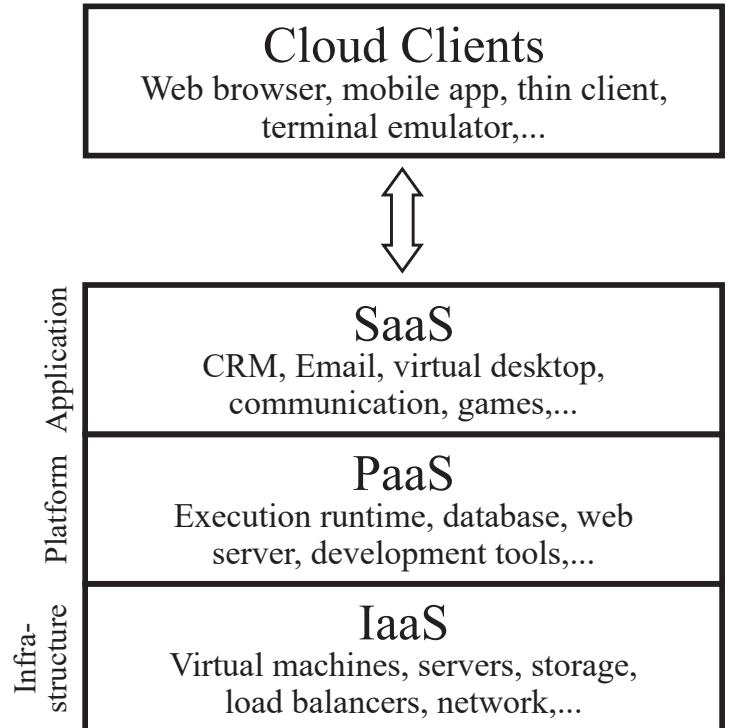 Cloud Clients
Web browser, mobile app, thin client,
terminal emulator,...
Application
SaaS
CRM, Email, virtual desktop,
communication, games,...
Platform
PaaS
Execution runtime, database, web
server, development tools,...
Infra-
structure
IaaS
Virtual machines, servers, storage,
load balancers, network,...